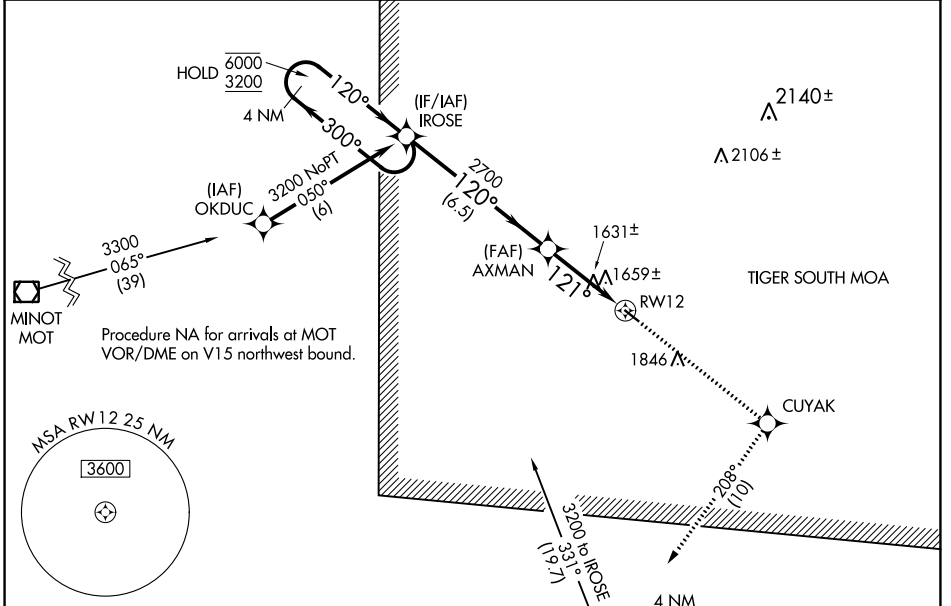 HOLD 6000
3200
4 NM
120°
300°
(IF/IAF)
IROSE
2140±
2106±
(IAF)
OKDUC
3200 NoPT
050°
(6)
2700
120°
(6.5)
3300
065°
(39)
(FAF)
AXMAN
121°
1631±
1659±
RW12
TIGER SOUTH MOA
MINOT
MOT
Procedure NA for arrivals at MOT
VOR/DME on V15 northwest bound.
1846
CUYAK
MSA RW12 25 NM
3600
208°
(10)
3200 to IROSE
331°
(19.7)
4 NM